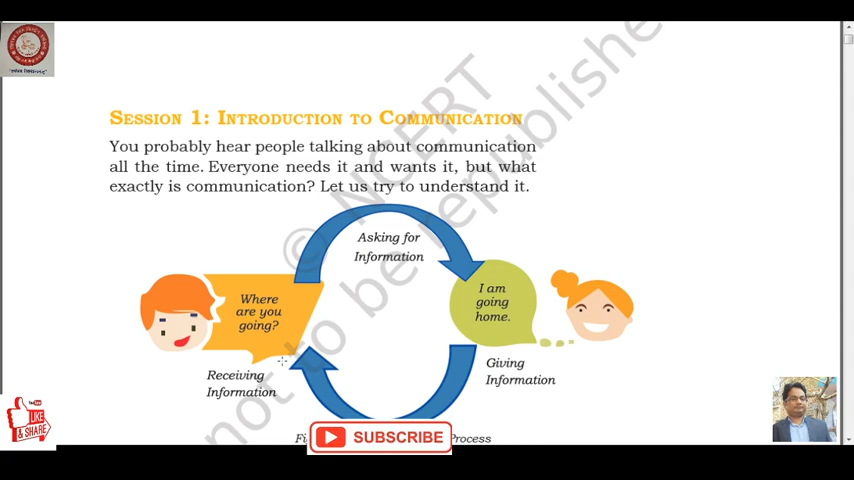 SESSION 1: INTRODUCTION TO COMMUNICATION
You probably hear people talking about communication
all the time. Everyone needs it and wants it, but what
exactly is communication? Let us try to understand it.
Asking for
Information
Where
are you
going?
I am
going
home.
Receiving
Information
Giving
Information
Process
© NCERT
not to be republishe
YouTube
LIKE
& SHARE
SUBSCRIBE